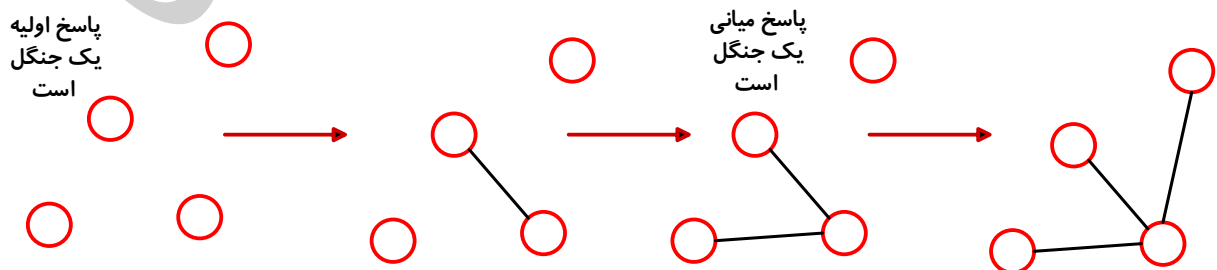 پاسخ اولیه
یک جنگل
است
پاسخ میانی
یک جنگل
است